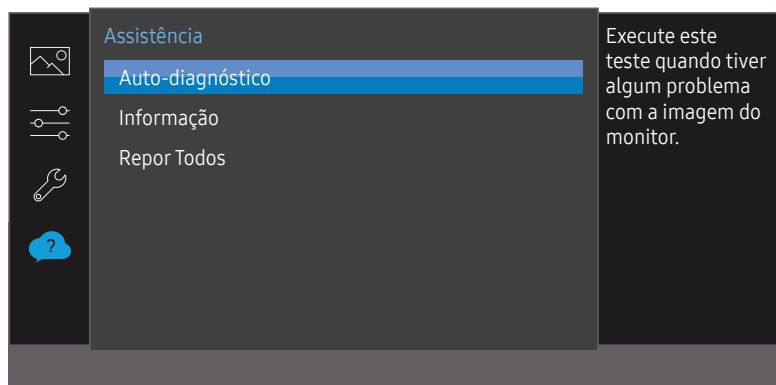 Assistência
Auto-diagnóstico
Informação
Repor Todos
Execute este
teste quando tiver
algum problema
com a imagem do
monitor.
?